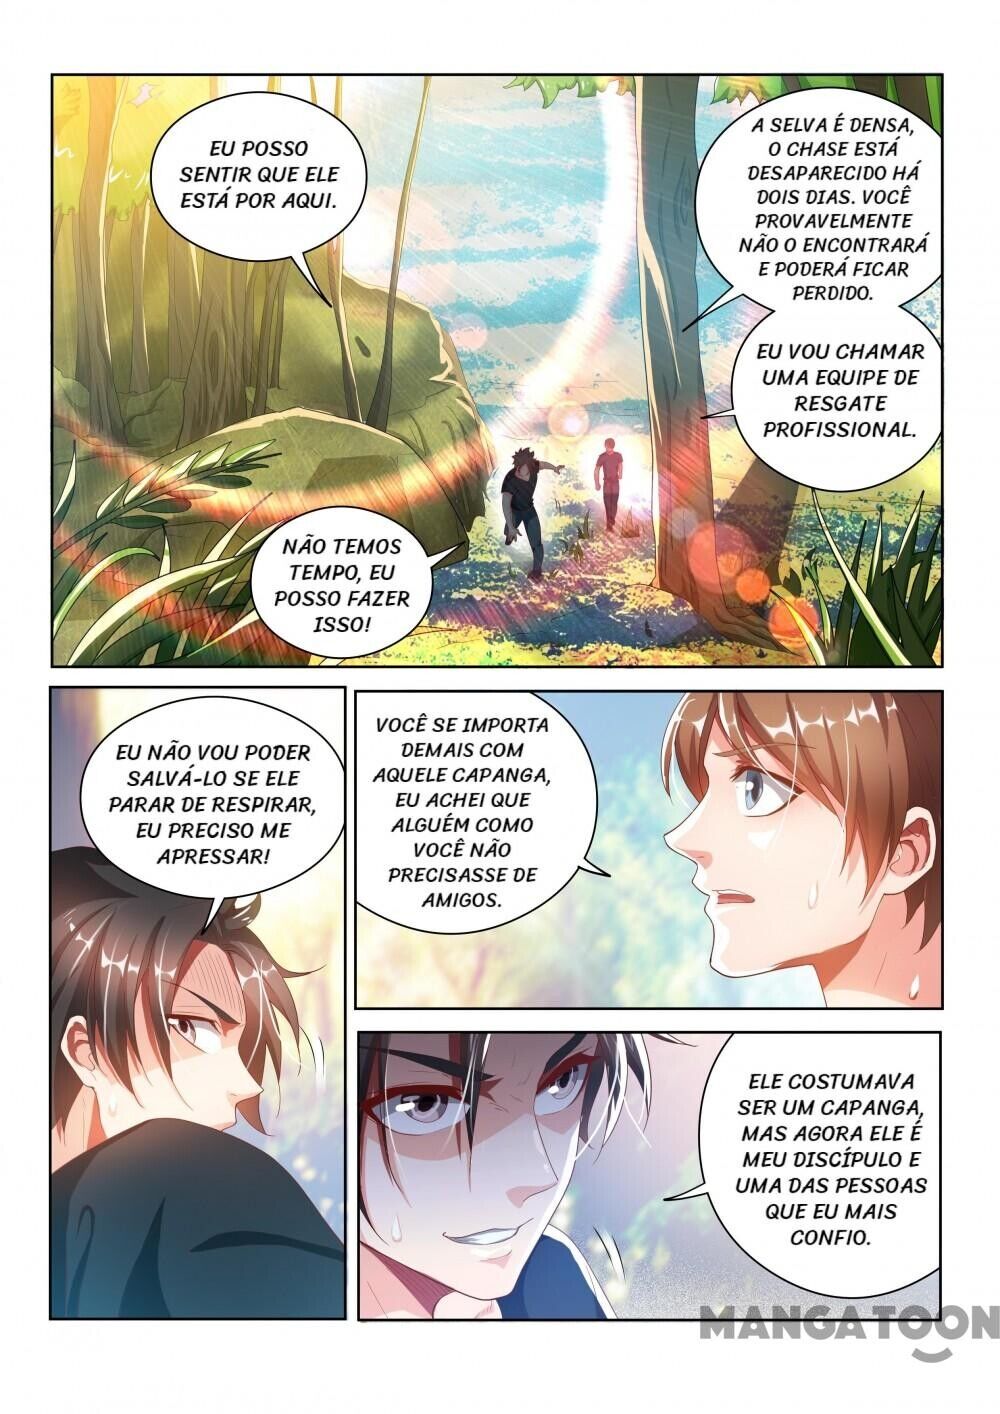 EU POSSO
SENTIR QUE ELE
ESTÁ POR AQUI.
A SELVA É DENSA,
O CHASE ESTÁ
DESAPARECIDO HÁ
DOIS DIAS. VOCÊ
PROVAVELMENTE
NÃO O ENCONTRARÁ
E PODERÁ FICAR
PERDIDO.
EU VOU CHAMAR
UMA EQUIPE DE
RESGATE
PROFISSIONAL.
NÃO TEMOS
TEMPO, EU
POSSO FAZER
ISSO!
EU NÃO VOU PODER
SALVÁ-LO SE ELE
PARAR DE RESPIRAR,
EU PRECISO ME
APRESSAR!
VOCÊ SE IMPORTA
DEMAIS COM
AQUELE CAPANGA,
EU ACHEI QUE
ALGUÉM COMO
VOCÊ NÃO
PRECISASSE DE
AMIGOS.
ELE COSTUMAVA
SER UM CAPANGA,
MAS AGORA ELE É
MEU DISCÍPULO E
UMA DAS PESSOAS
QUE EU MAIS
CONFIO.
MANGATOON